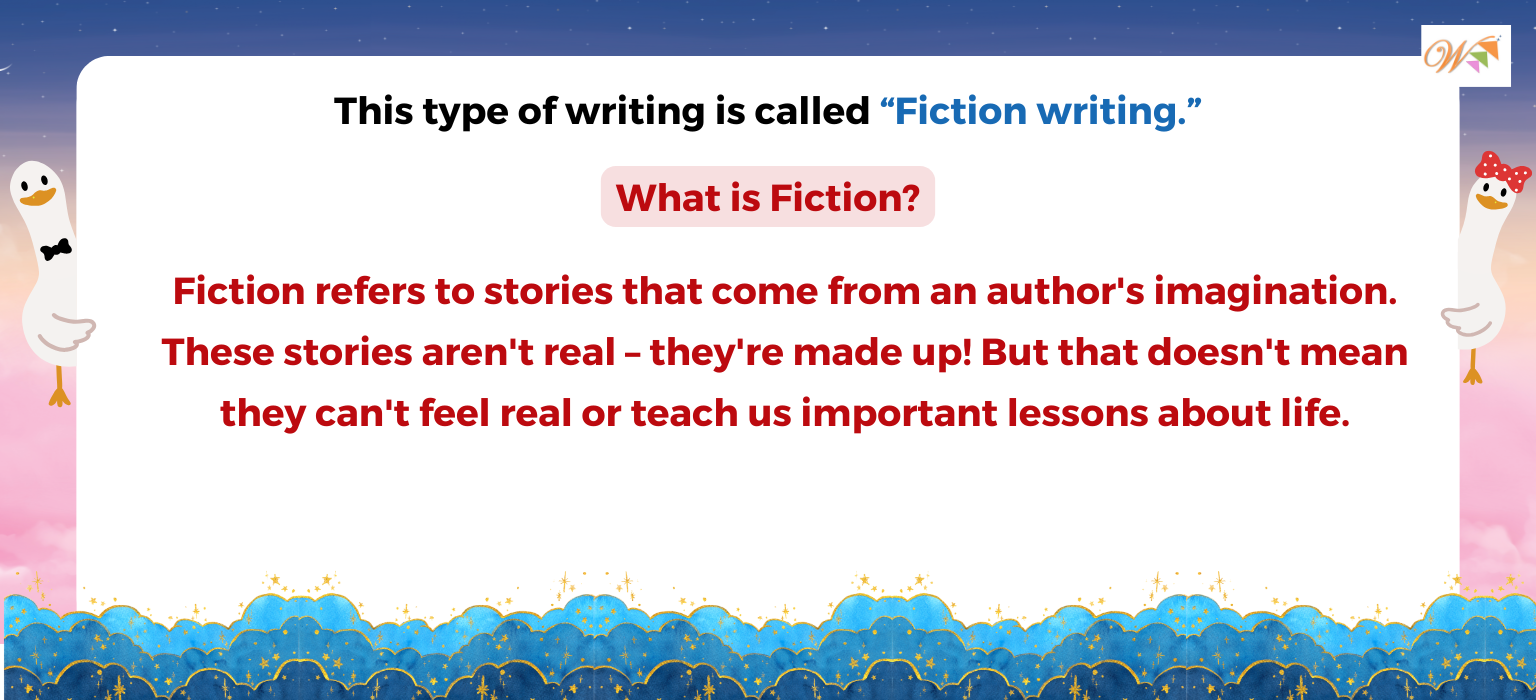 This type of writing is called “Fiction writing.”
What is Fiction?
Fiction refers to stories that come from an author's imagination.
These stories aren't real – they're made up! But that doesn't mean
they can't feel real or teach us important lessons about life.
W